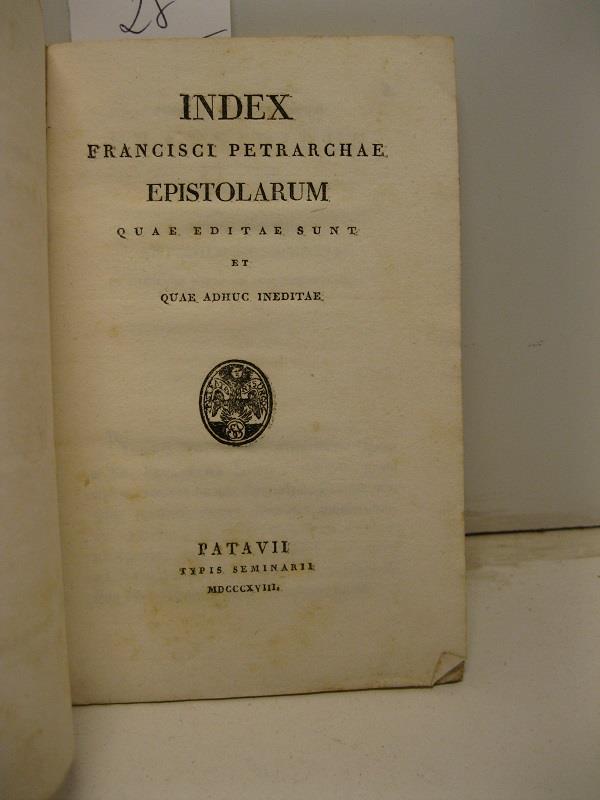 28
INDEX
FRANCISCI PETRARCHAE
EPISTOLARUM
QUAE EDITAE SUNT
ET
QUAE ADHUC INEDITAE
PATAVII
TYPIS SEMINARII
MDCCCXVIII.